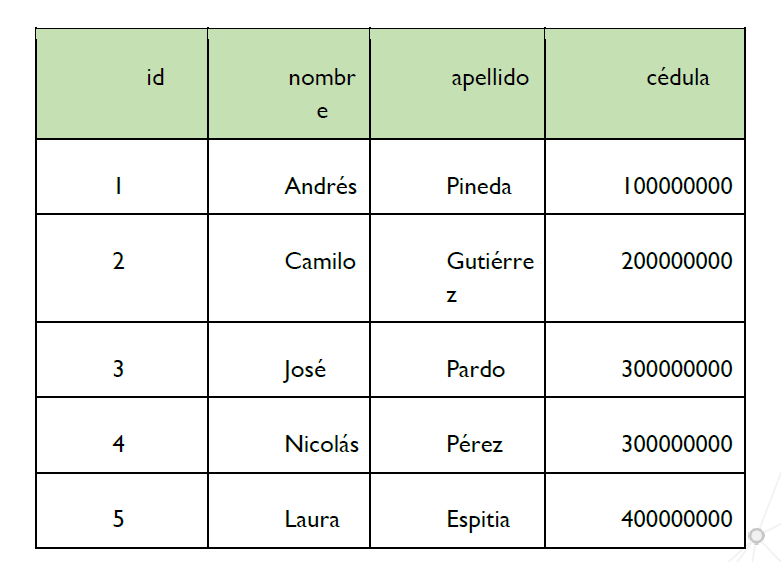 id nombr apellido cédula
e
1 Andrés Pineda 100000000
2 Camilo Gutiérre 200000000
z
3 José Pardo 300000000
4 Nicolás Pérez 300000000
5 Laura Espitia 400000000